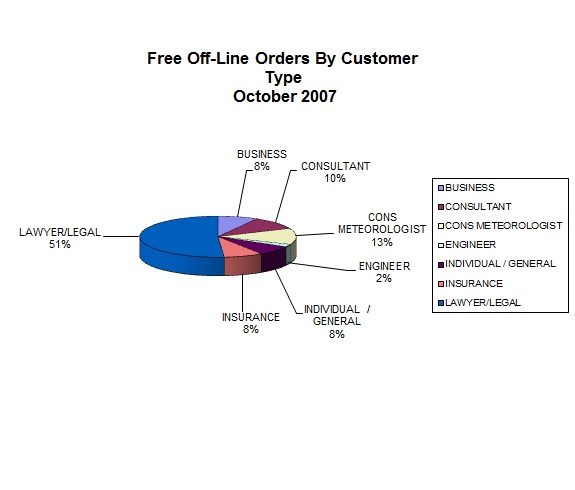 Free Off-Line Orders By Customer
Type
October 2007
BUSINESS
8%
CONSULTANT
10%
CONS
METEOROLOGIST
13%
ENGINEER
2%
INDIVIDUAL /
GENERAL
8%
INSURANCE
8%
LAWYER/LEGAL
51%
BUSINESS
CONSULTANT
CONS METEOROLOGIST
ENGINEER
INDIVIDUAL / GENERAL
INSURANCE
LAWYER/LEGAL